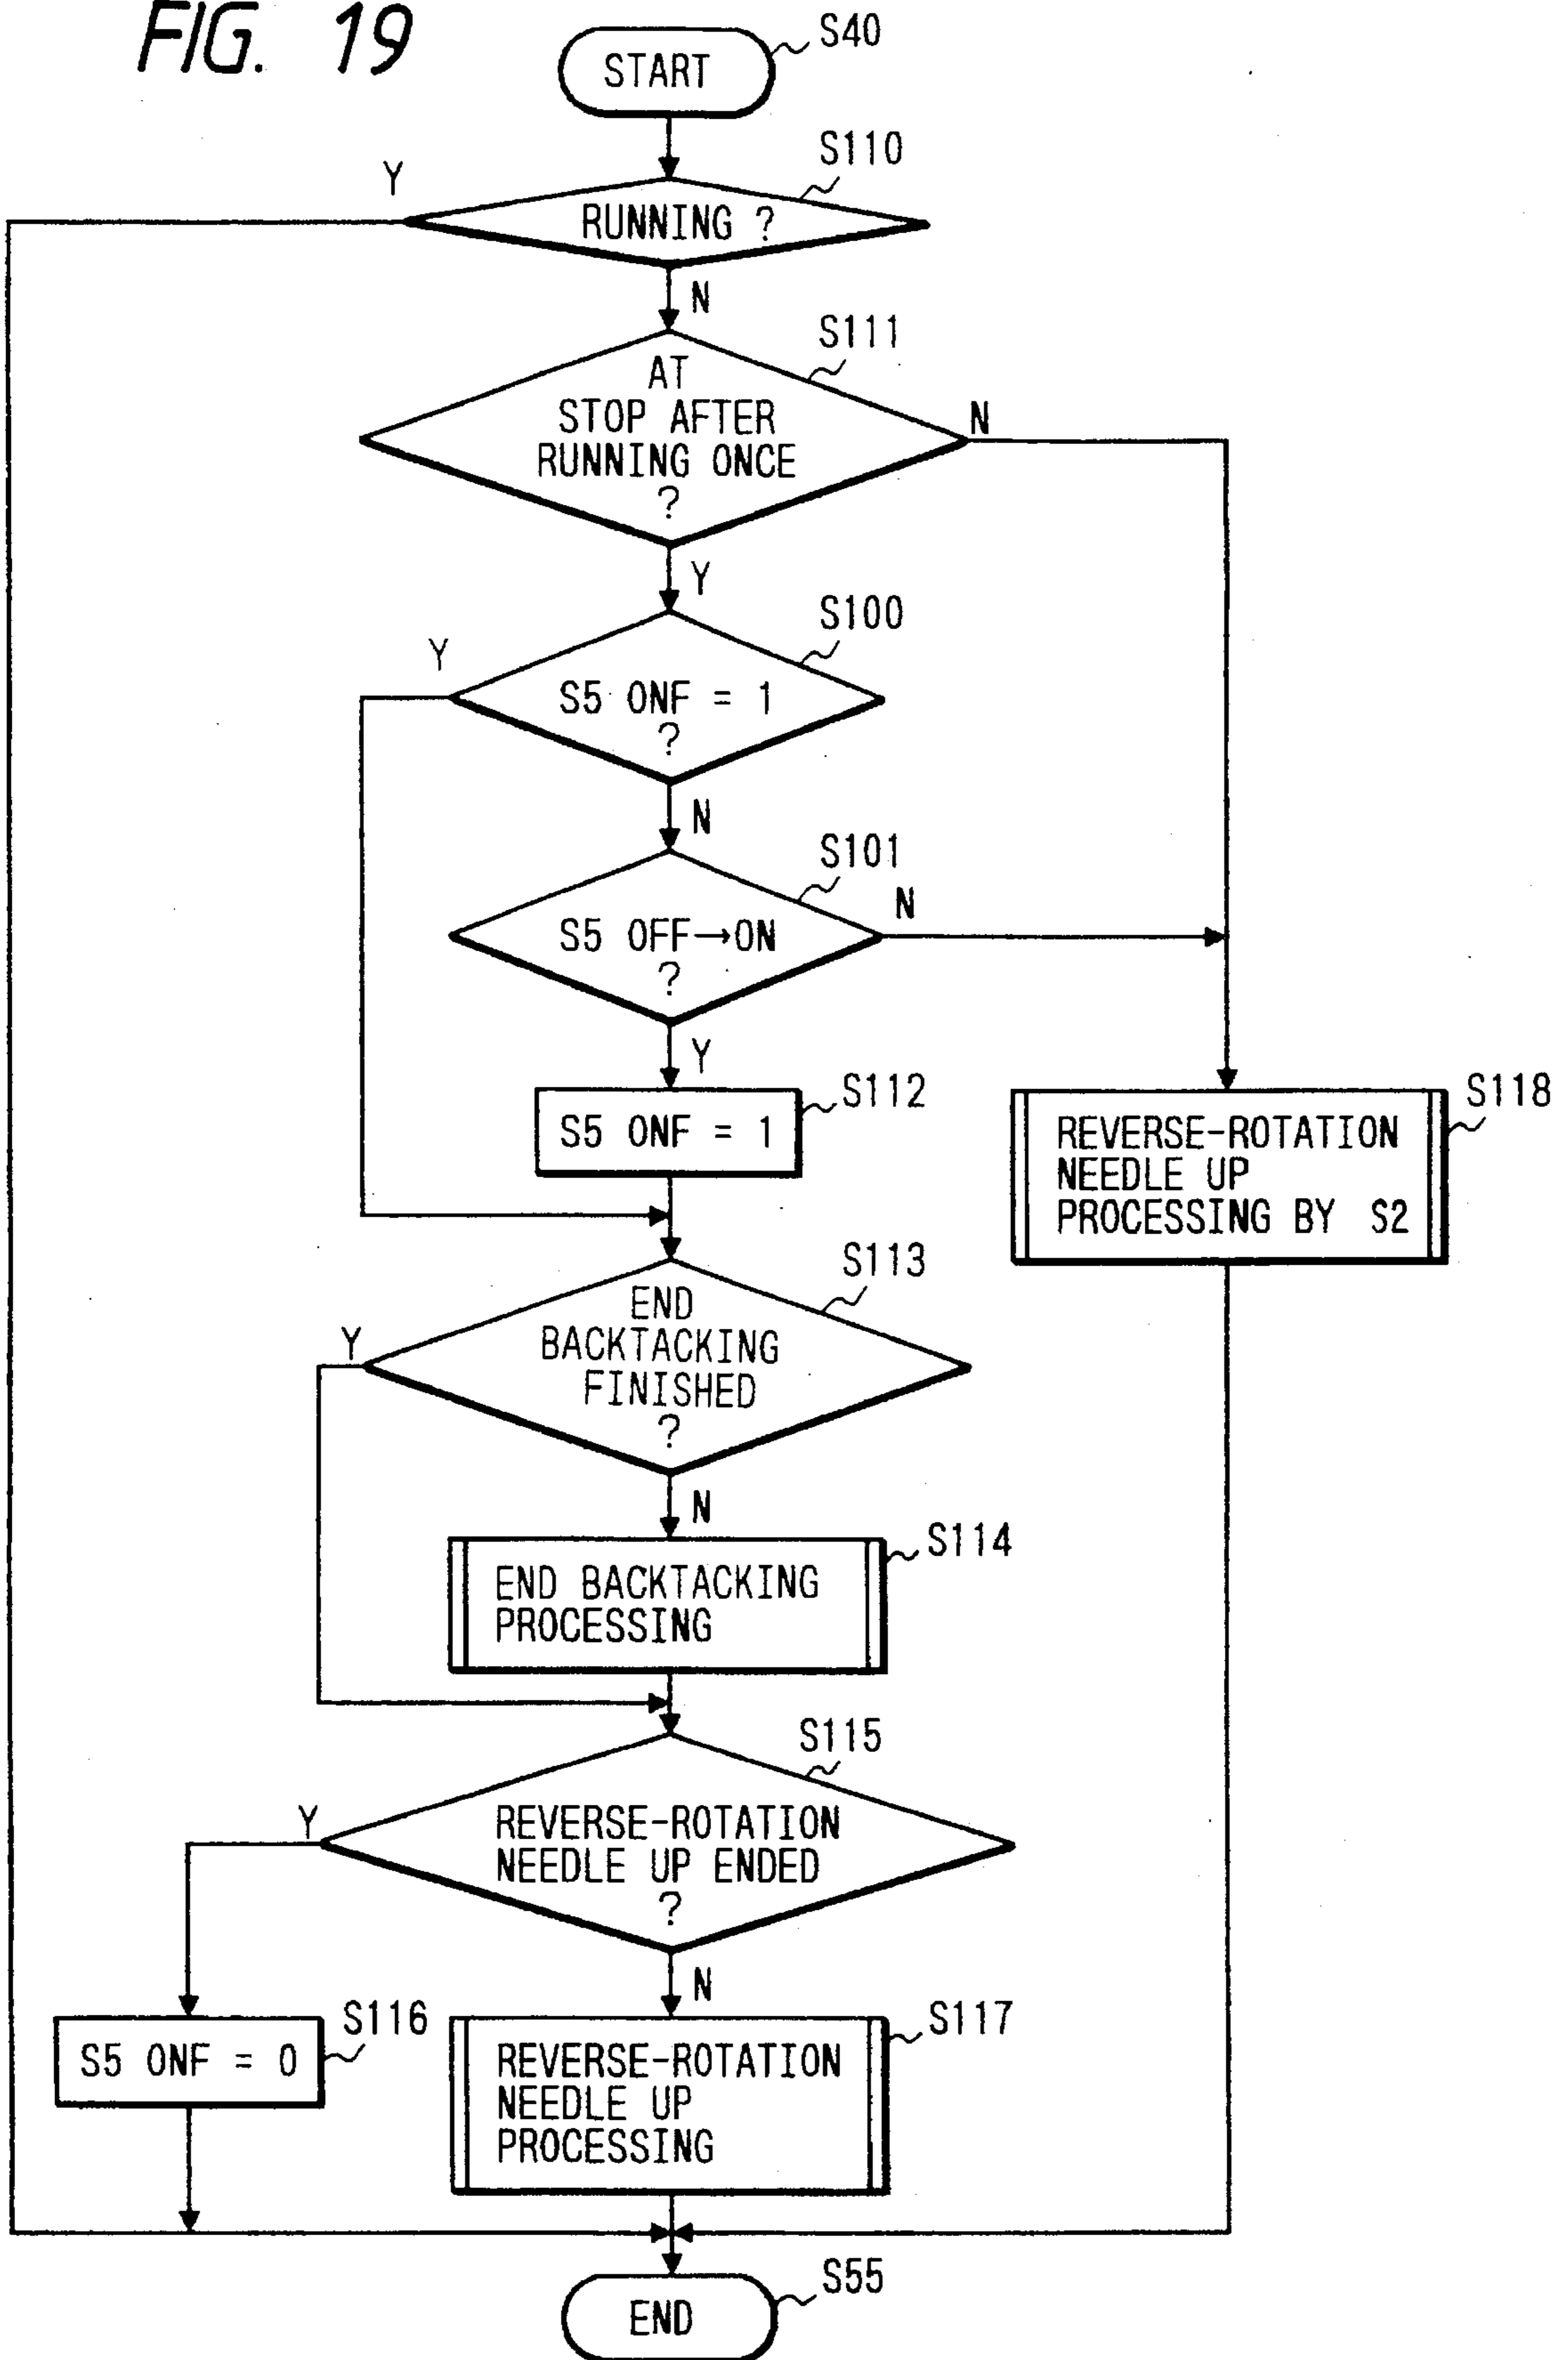 FIG. 19
START
S40
Y
S110
RUNNING ?
N
S111
AT
STOP AFTER
RUNNING ONCE
?
N
Y
S100
Y
S5 ONF = 1
?
N
S101
S5 OFF→ON
?
N
Y
S112
S5 ONF = 1
S118
REVERSE-ROTATION
NEEDLE UP
PROCESSING BY S2
S113
END
BACKTACKING
FINISHED
?
Y
N
S114
END BACKTACKING
PROCESSING
S115
Y
REVERSE-ROTATION
NEEDLE UP ENDED
?
N
S116
S5 ONF = 0
S117
REVERSE-ROTATION
NEEDLE UP
PROCESSING
S55
END